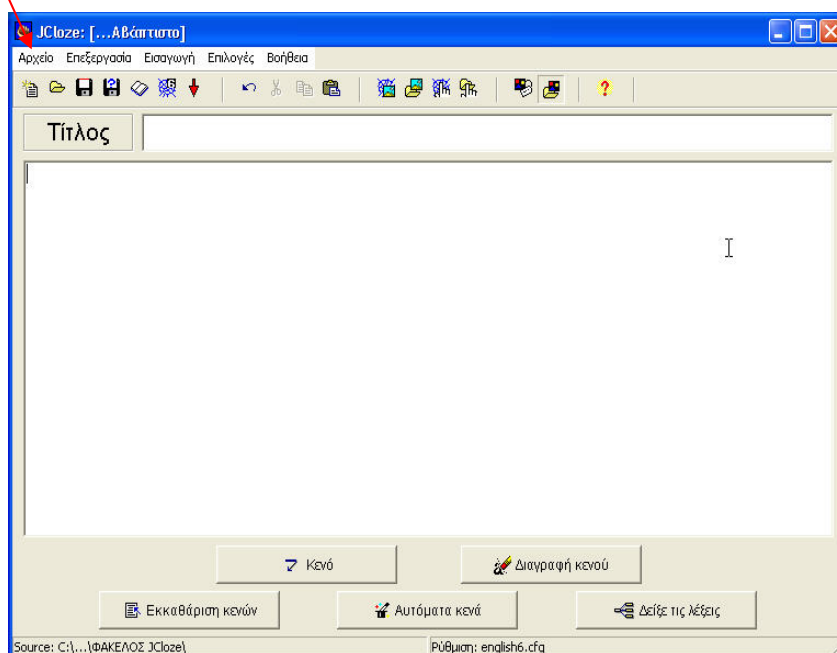 JCloze: [...Αβάπτιστο]
Αρχείο Επεξεργασία Εισαγωγή Επιλογές Βοήθεια
Τίτλος
Κενό Διαγραφή κενού
Εκκαθάριση κενών Αυτόματα κενά Δείξε τις λέξεις
Source: C:\...\ΦΑΚΕΛΟΣ JCloze\ Ρύθμιση: english6.cfg